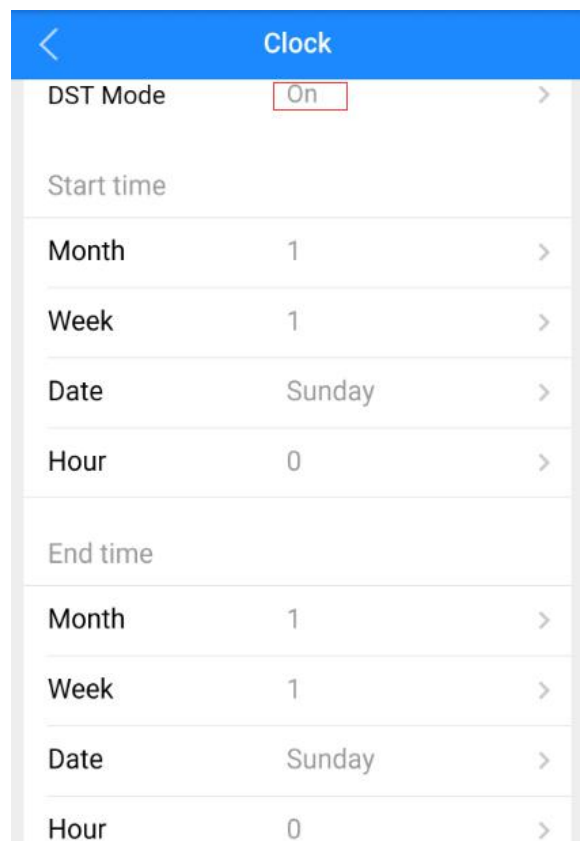 Clock
DST Mode On
Start time
Month 1
Week 1
Date Sunday
Hour 0
End time
Month 1
Week 1
Date Sunday
Hour 0